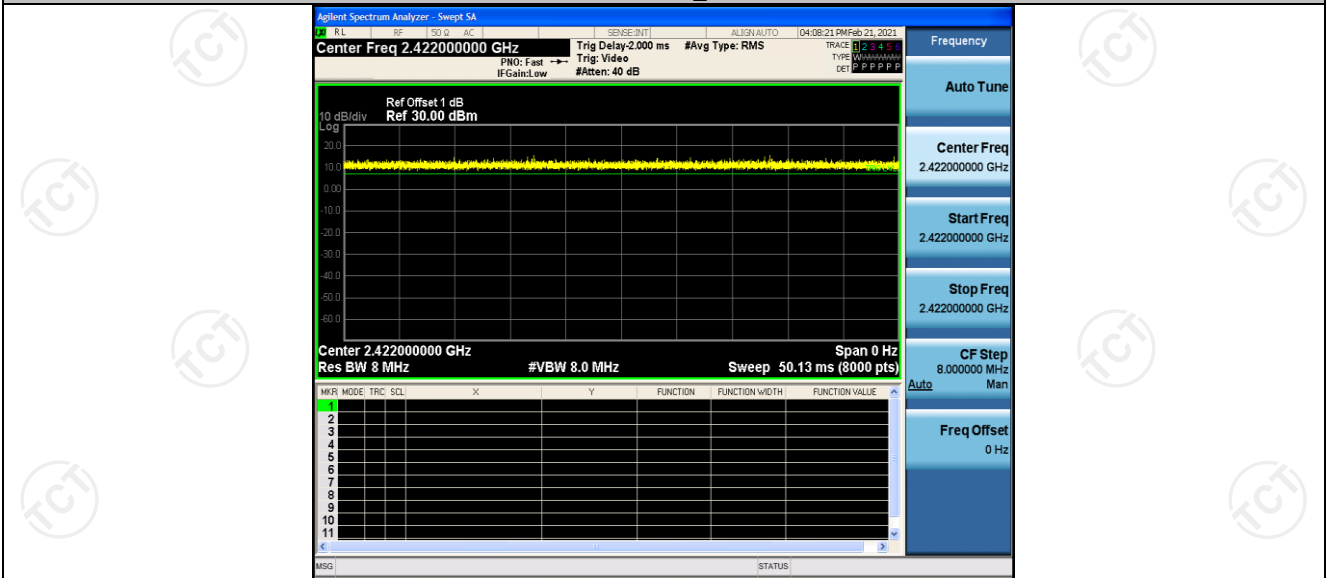 Agilent Spectrum Analyzer - Swept SA
RL RF 50 Ω AC SENSE:INT ALIGN AUTO 04:08:21 PM Feb 21, 2021
Center Freq 2.422000000 GHz
PNO: Fast
IFGain:Low
Trig Delay-2.000 ms
Trig: Video
#Atten: 40 dB
#Avg Type: RMS
TRACE 1 2 3 4 5 6
TYPE
DET P P P P P P
Ref Offset 1 dB
10 dB/div Ref 30.00 dBm
Log
20.0
10.0
0.00
-10.0
-20.0
-30.0
-40.0
-50.0
-60.0
Center 2.422000000 GHz Span 0 Hz
Res BW 8 MHz #VBW 8.0 MHz Sweep 50.13 ms (8000 pts)
MKR MODE TRC SCL X Y FUNCTION FUNCTION WIDTH FUNCTION VALUE
1
2
3
4
5
6
7
8
9
10
11
MSG STATUS
Frequency
Auto Tune
Center Freq
2.422000000 GHz
Start Freq
2.422000000 GHz
Stop Freq
2.422000000 GHz
CF Step
8.000000 MHz
Auto Man
Freq Offset
0 Hz
TCT
TCT
TCT
TCT
TCT
TCT
TCT
TCT